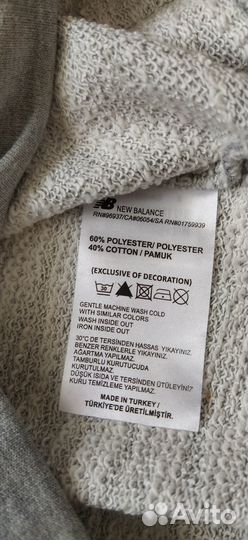 NEW BALANCE
RN#96937/CA#06054/SA RN#01759939
60% POLYESTER/ POLYESTER
40% COTTON / PAMUK
(EXCLUSIVE OF DECORATION)
30
GENTLE MACHINE WASH COLD
WITH SIMILAR COLORS
WASH INSIDE OUT
IRON INSIDE OUT
30°C DE TERSİNDEN HASSAS YIKAYINIZ.
BENZER RENKLERLE YIKAYINIZ.
AĞARTMA YAPILMAZ.
TAMBURLU KURUTUCUDA
KURUTULMAZ.
DÜŞÜK ISIDA VE TERSİNDEN ÜTÜLEYİNİZ?
KURU TEMİZLEME YAPILMAZ.
MADE IN TURKEY /
TÜRKİYE'DE ÜRETİLMİŞTİR.
Avito